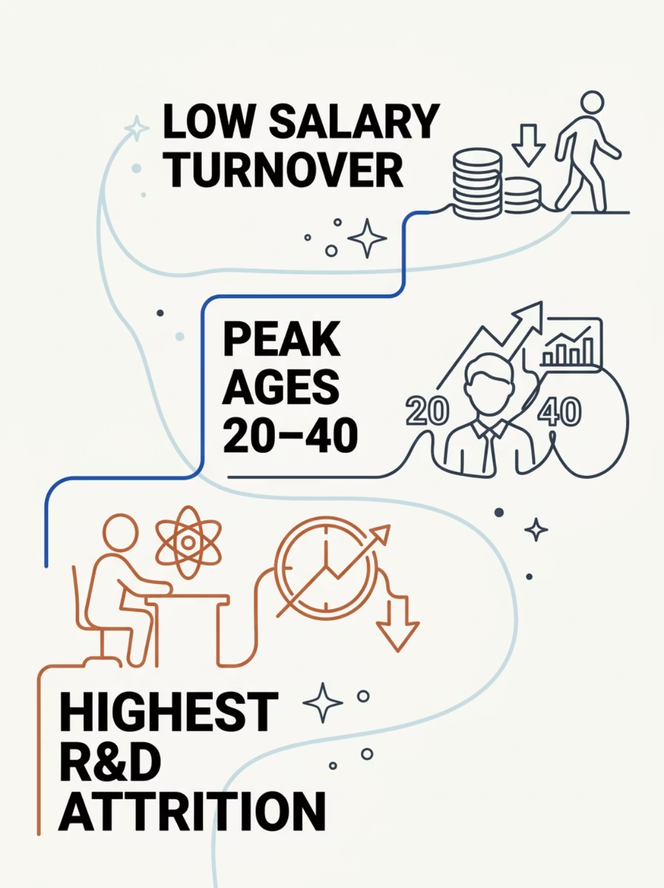 LOW SALARY
TURNOVER
PEAK
AGES
20–40
20 40
HIGHEST
R&D
ATTRITION